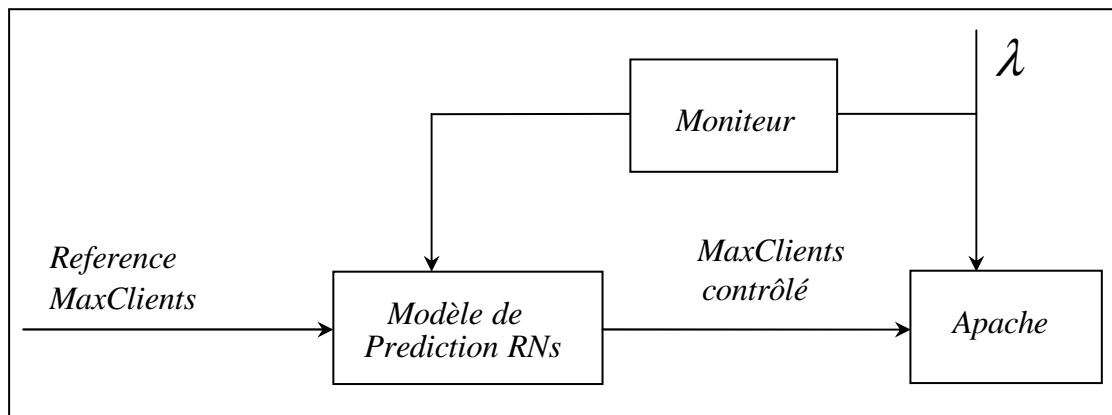 λ
Moniteur
Reference
MaxClients
MaxClients
contrôlé
Modèle de
Prediction RNs
Apache